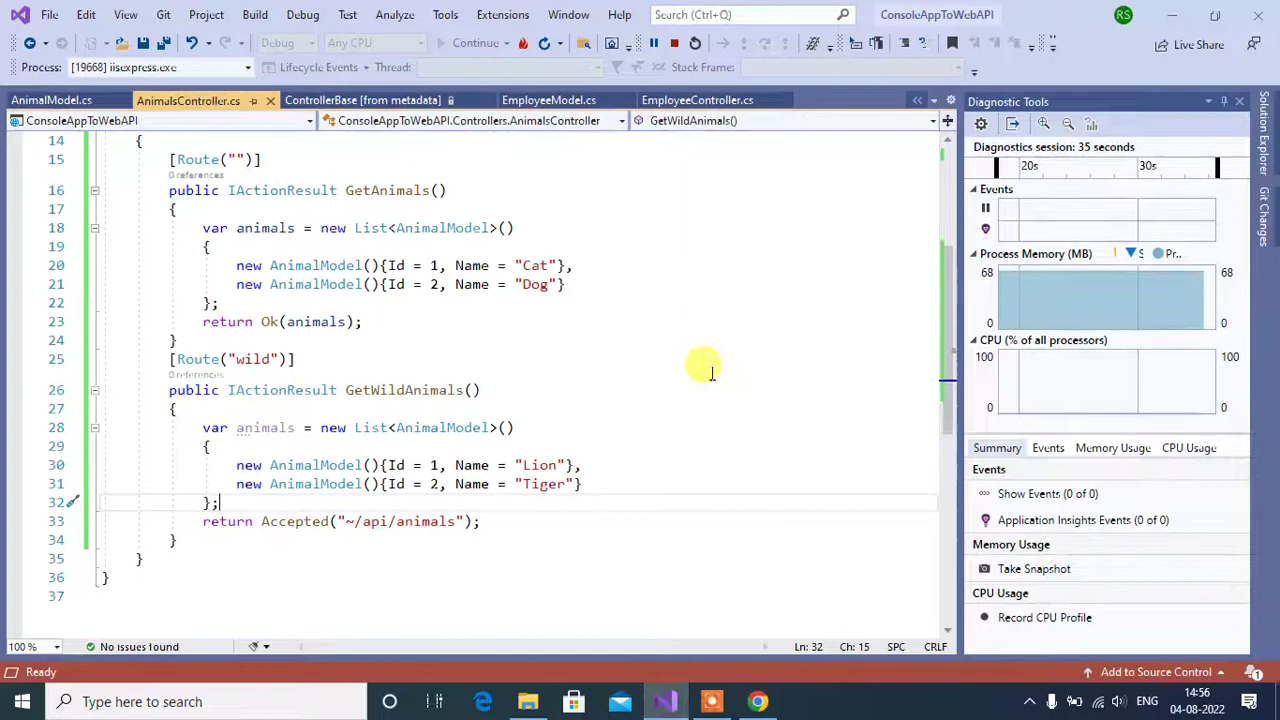 File Edit View Git Project Build Debug Test Analyze Tools Extensions Window Help Search (Ctrl+Q) ConsoleAppToWebAPI RS
Debug Any CPU Continue Live Share
Process: [19668] iisexpress.exe Lifecycle Events Thread: Stack Frame:
AnimalModel.cs AnimalsController.cs ControllerBase [from metadata] EmployeeModel.cs EmployeeController.cs
ConsoleAppToWebAPI ConsoleAppToWebAPI.Controllers.AnimalsController GetWildAnimals()
14 {
15 [Route("")]
0 references
16 public IActionResult GetAnimals()
17 {
18 var animals = new List<AnimalModel>()
19 {
20 new AnimalModel(){Id = 1, Name = "Cat"},
21 new AnimalModel(){Id = 2, Name = "Dog"}
22 };
23 return Ok(animals);
24 }
25 [Route("wild")]
0 references
26 public IActionResult GetWildAnimals()
27 {
28 var animals = new List<AnimalModel>()
29 {
30 new AnimalModel(){Id = 1, Name = "Lion"},
31 new AnimalModel(){Id = 2, Name = "Tiger"}
32 };
33 return Accepted("~/api/animals");
34 }
35 }
36 }
37
100 % No issues found Ln: 32 Ch: 15 SPC CRLF
Diagnostic Tools
Diagnostics session: 35 seconds
20s 30s
Events
Process Memory (MB) S Pr...
68 68
0 0
CPU (% of all processors)
100 100
0 0
Summary Events Memory Usage CPU Usage
Events
Show Events (0 of 0)
Application Insights Events (0 of 0)
Memory Usage
Take Snapshot
CPU Usage
Record CPU Profile
Solution Explorer
Git Changes
Ready Add to Source Control 1
Type here to search ENG 14:56
04-08-2022